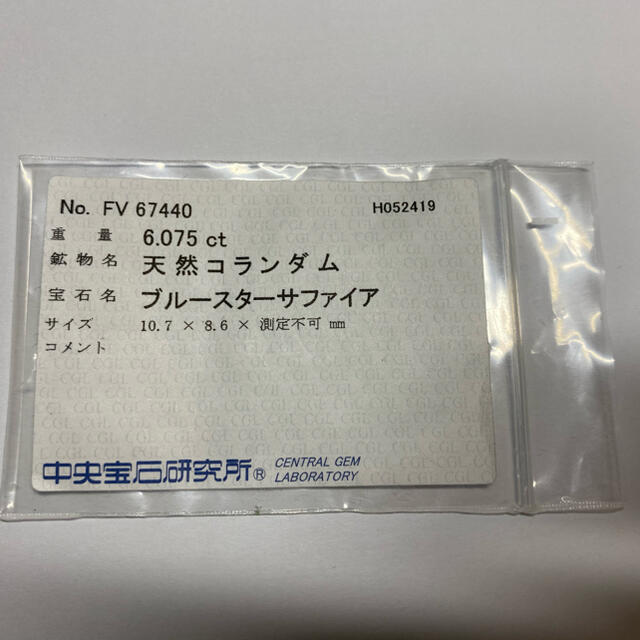 No. FV 67440 H052419
重量 6.075 ct
鉱物名 天然コランダム
宝石名 ブルースターサファイア
サイズ 10.7 × 8.6 × 測定不可 mm
コメント
中央宝石研究所® CENTRAL GEM
LABORATORY